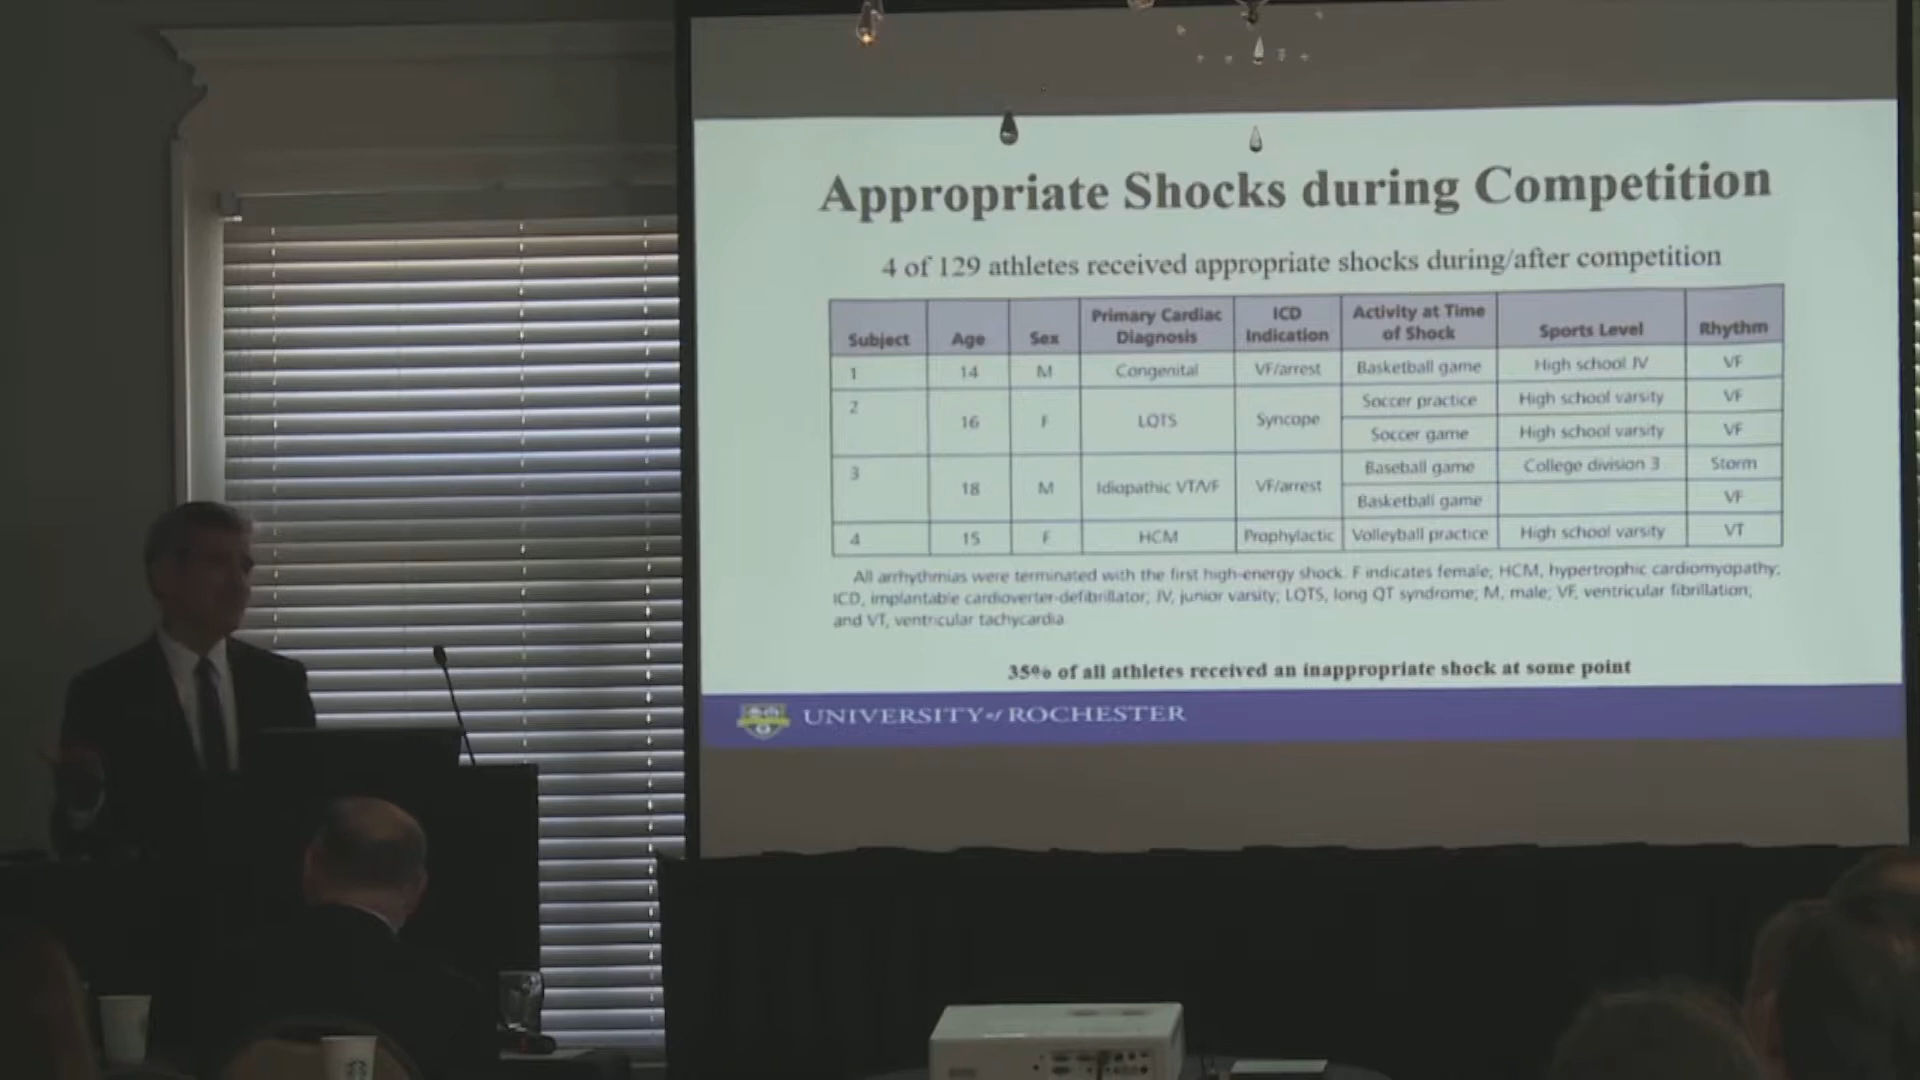 Appropriate Shocks during Competition
4 of 129 athletes received appropriate shocks during/after competition
Subject Age Sex Primary Cardiac Diagnosis ICD Indication Activity at Time of Shock Sports Level Rhythm
1 14 M Congenital VF/arrest Basketball game High school JV VF
2 16 F LQTS Syncope Soccer practice High school varsity VF
Soccer game High school varsity VF
3 18 M Idiopathic VT/VF VF/arrest Baseball game College division 3 Storm
Basketball game VF
4 15 F HCM Prophylactic Volleyball practice High school varsity VT
All arrhythmias were terminated with the first high-energy shock. F indicates female; HCM, hypertrophic cardiomyopathy;
ICD, implantable cardioverter-defibrillator; JV, junior varsity; LQTS, long QT syndrome; M, male; VF, ventricular fibrillation;
and VT, ventricular tachycardia
35% of all athletes received an inappropriate shock at some point
UNIVERSITY of ROCHESTER